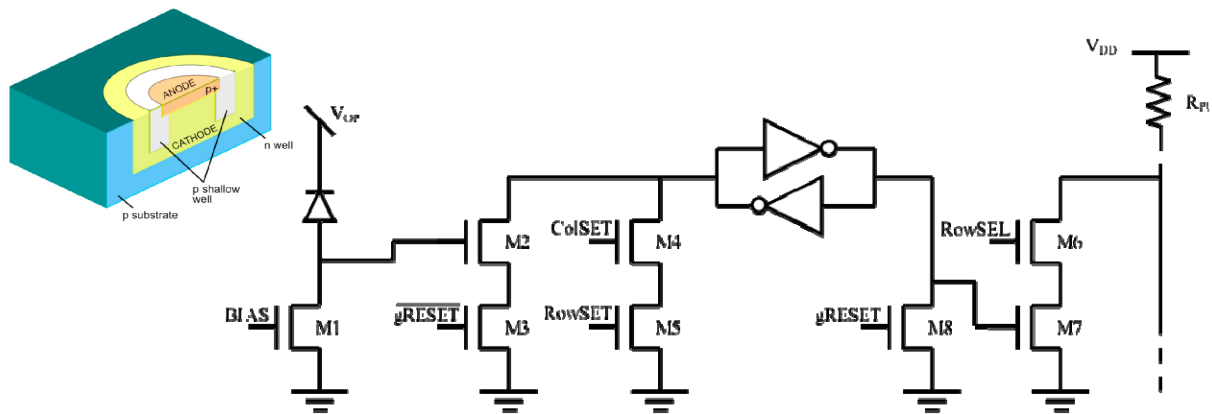 ANODE
p+
CATHODE
n well
p shallow
well
p substrate
V_OP
BIAS
M1
M2
gRESET
M3
ColSET
M4
RowSET
M5
gRESET
M8
RowSEL
M6
M7
V_DD